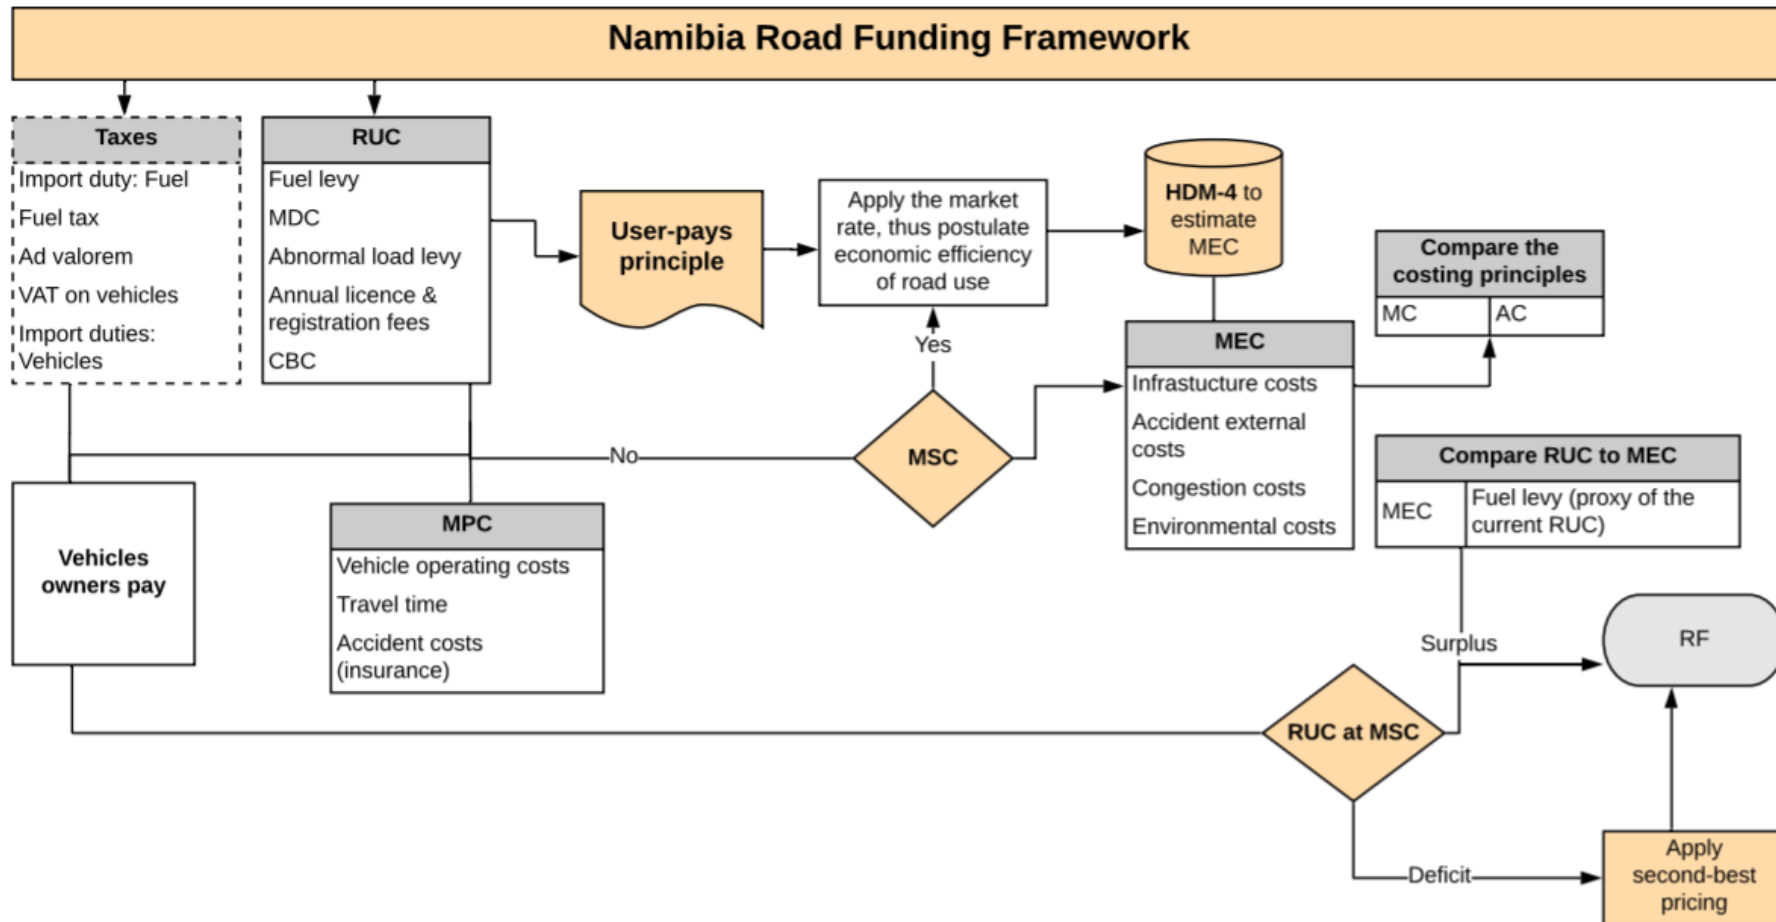 Namibia Road Funding Framework
Taxes
Import duty: Fuel
Fuel tax
Ad valorem
VAT on vehicles
Import duties:
Vehicles
RUC
Fuel levy
MDC
Abnormal load levy
Annual licence &
registration fees
CBC
User-pays
principle
Apply the market
rate, thus postulate
economic efficiency
of road use
HDM-4 to
estimate
MEC
Compare the
costing principles
MC
AC
Yes
MEC
Infrastucture costs
Accident external
costs
Congestion costs
Environmental costs
No
MSC
Compare RUC to MEC
MEC
Fuel levy (proxy of the
current RUC)
Vehicles
owners pay
MPC
Vehicle operating costs
Travel time
Accident costs
(insurance)
Surplus
RF
RUC at MSC
Deficit
Apply
second-best
pricing